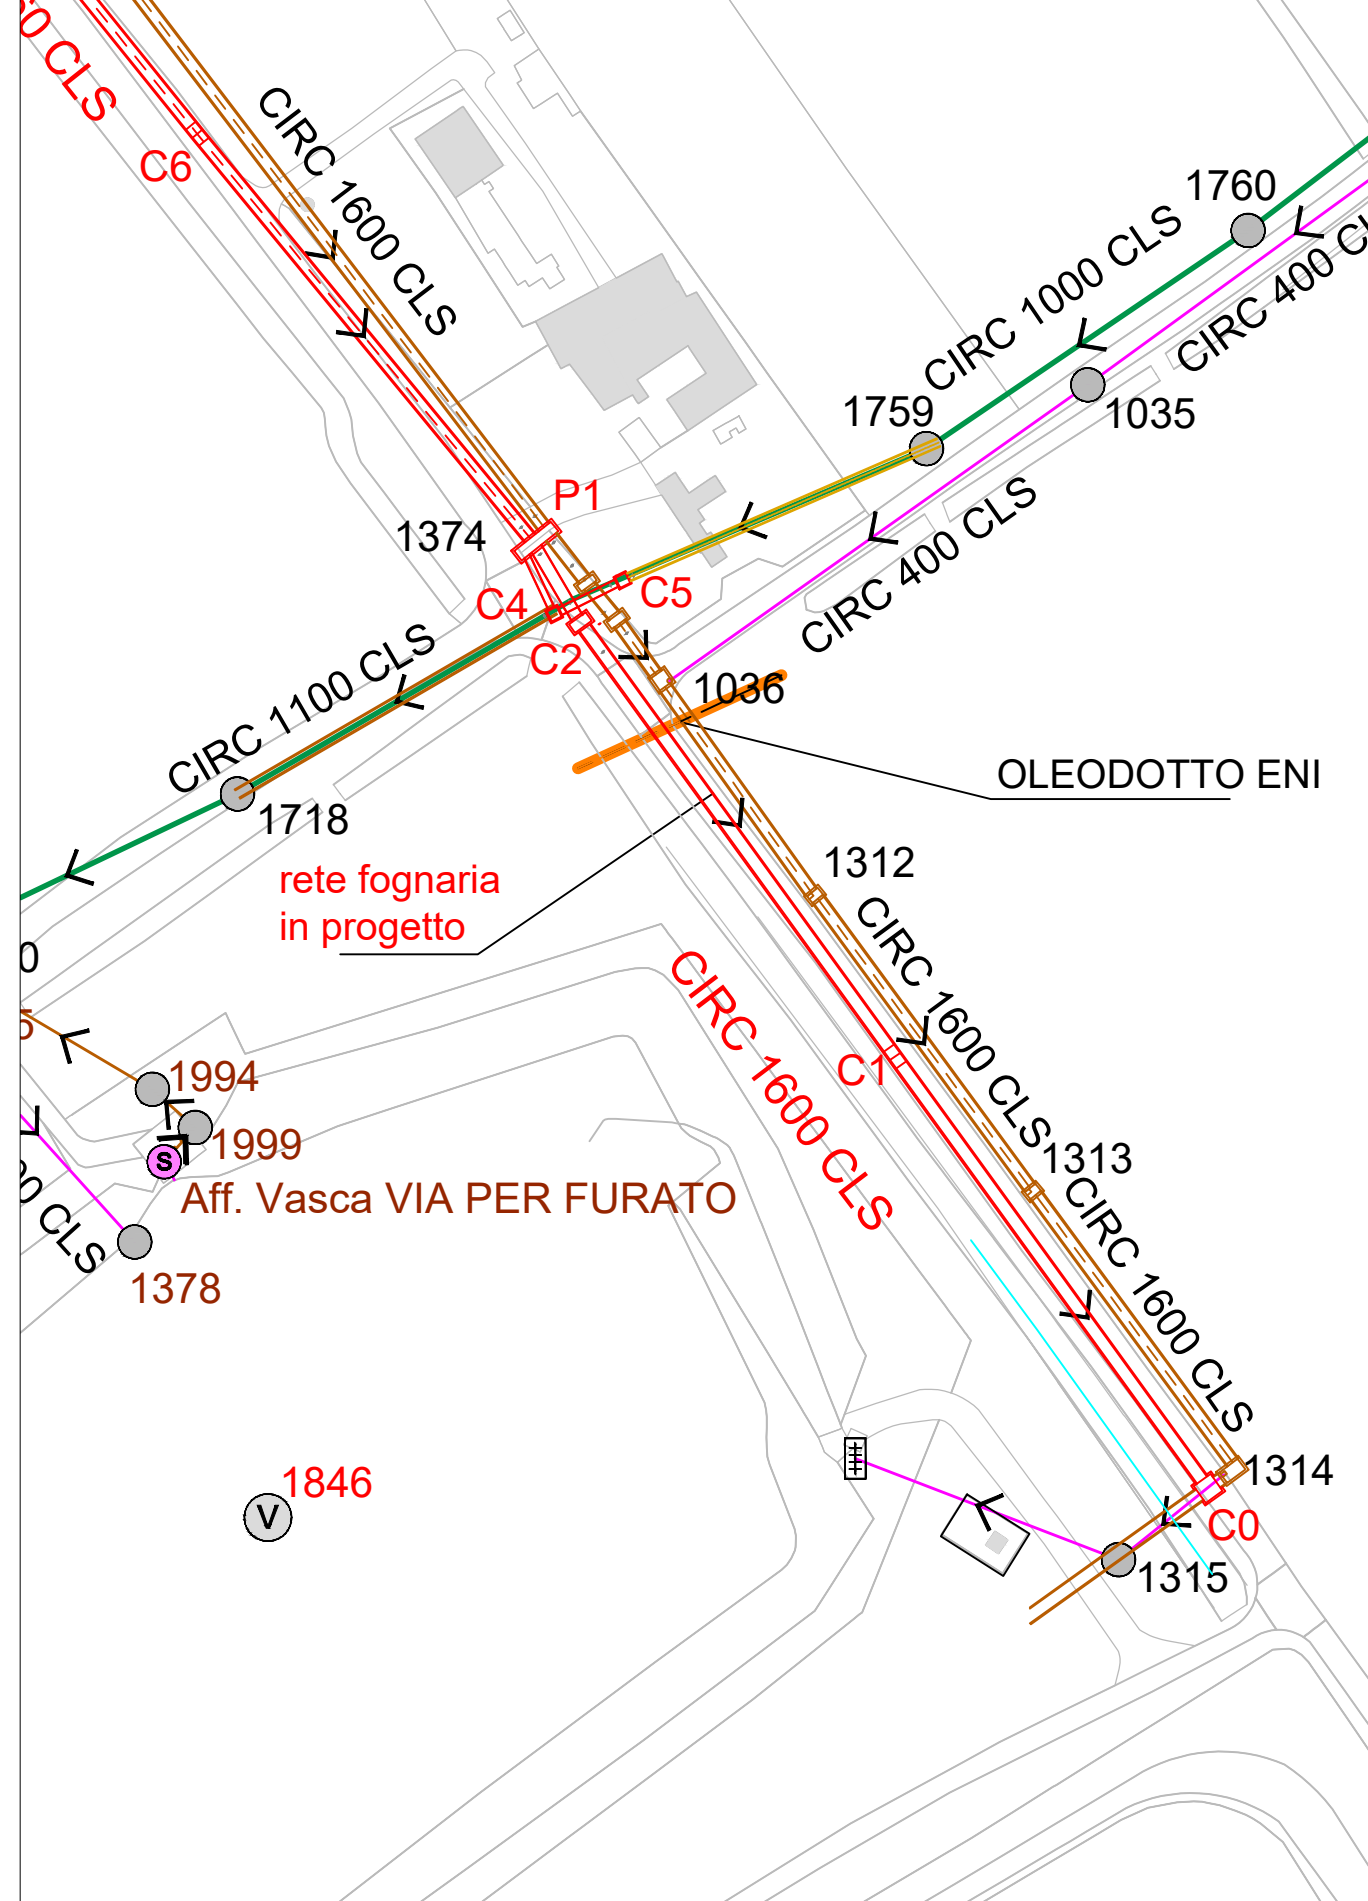 CLS
C6
CIRC 1600 CLS
1760
CIRC 1000 CLS
CIRC 400
1759
1035
P1
1374
CIRC 400 CLS
C4
C5
C2
1036
CIRC 1100 CLS
OLEODOTTO ENI
1718
rete fognaria
in progetto
1312
CIRC 1600 CLS
CIRC 1600 CLS
C1
1994
1999
S
Aff. Vasca VIA PER FURATO
CLS
1378
1313
CIRC 1600 CLS
1846
V
1314
C0
1315